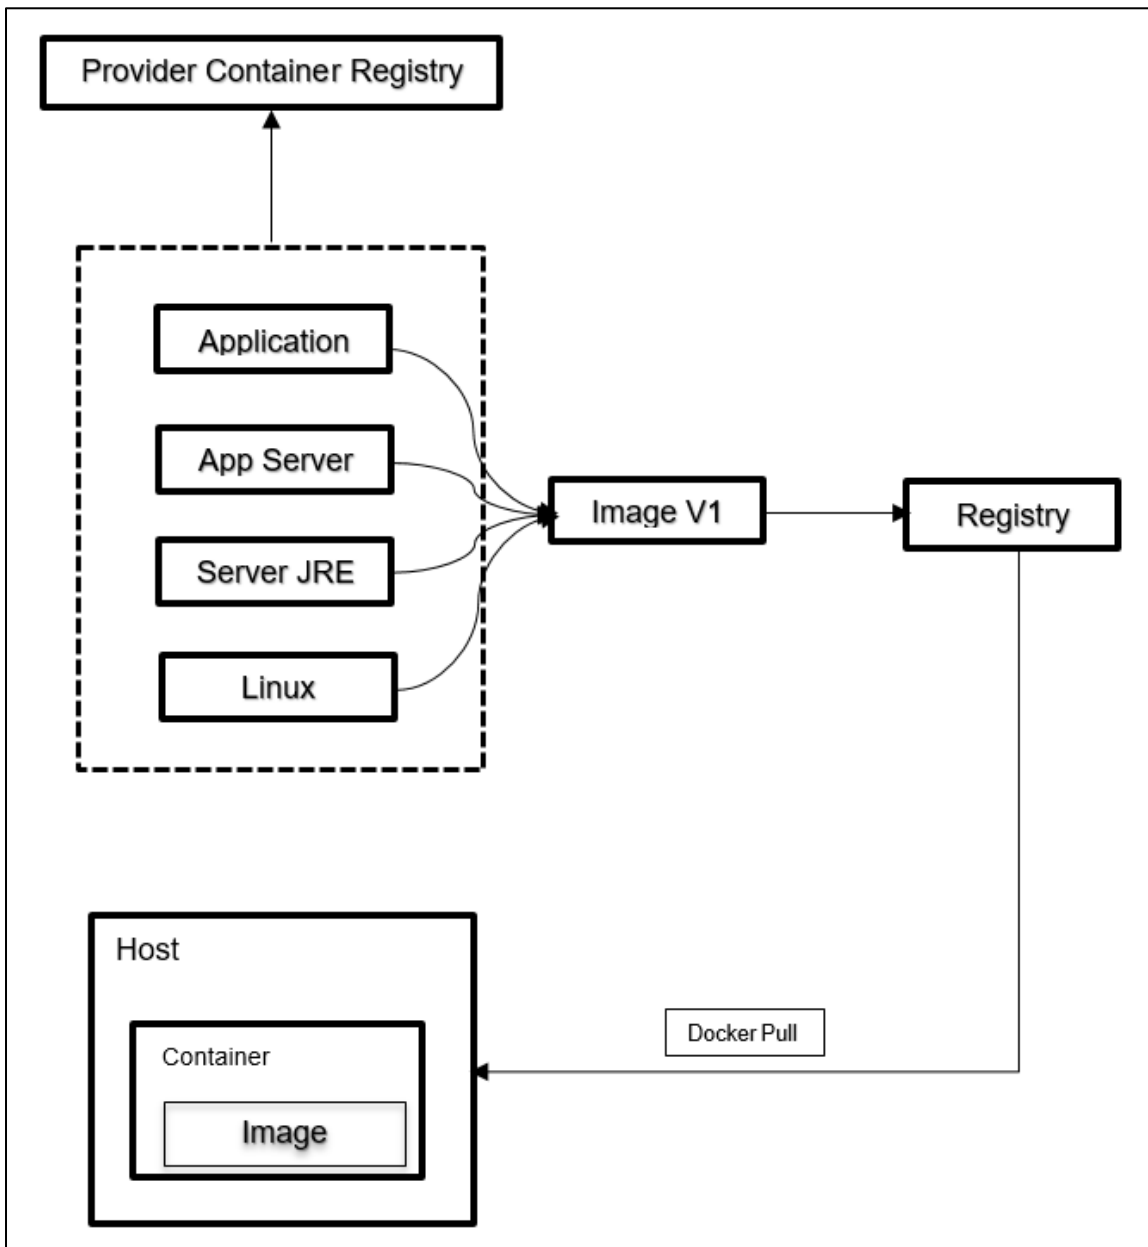 Provider Container Registry
Application
App Server
Server JRE
Linux
Image V1
Registry
Host
Container
Image
Docker Pull